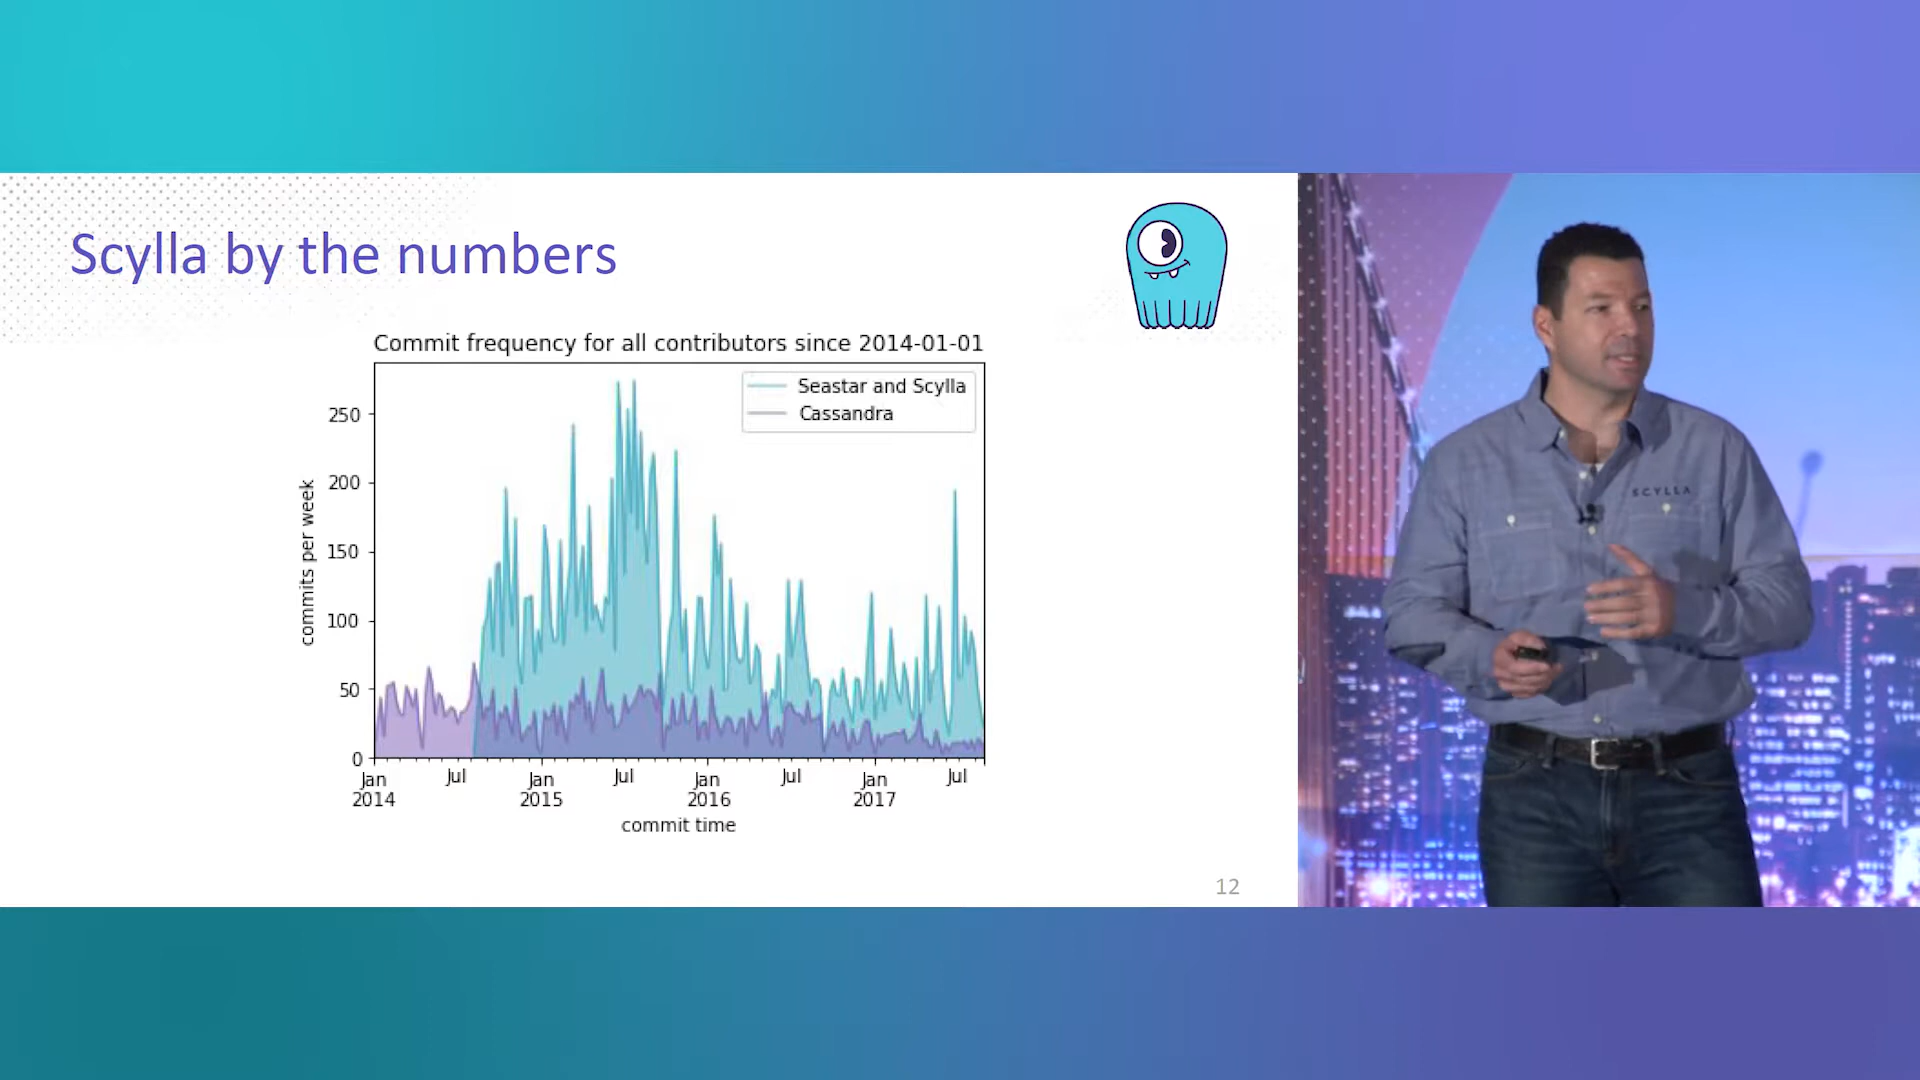 Scylla by the numbers
Commit frequency for all contributors since 2014-01-01
Seastar and Scylla
Cassandra
commits per week
250
200
150
100
50
0
Jan Jul Jan Jul Jan Jul Jan Jul
2014 2015 2016 2017
commit time
12
SCYLLA